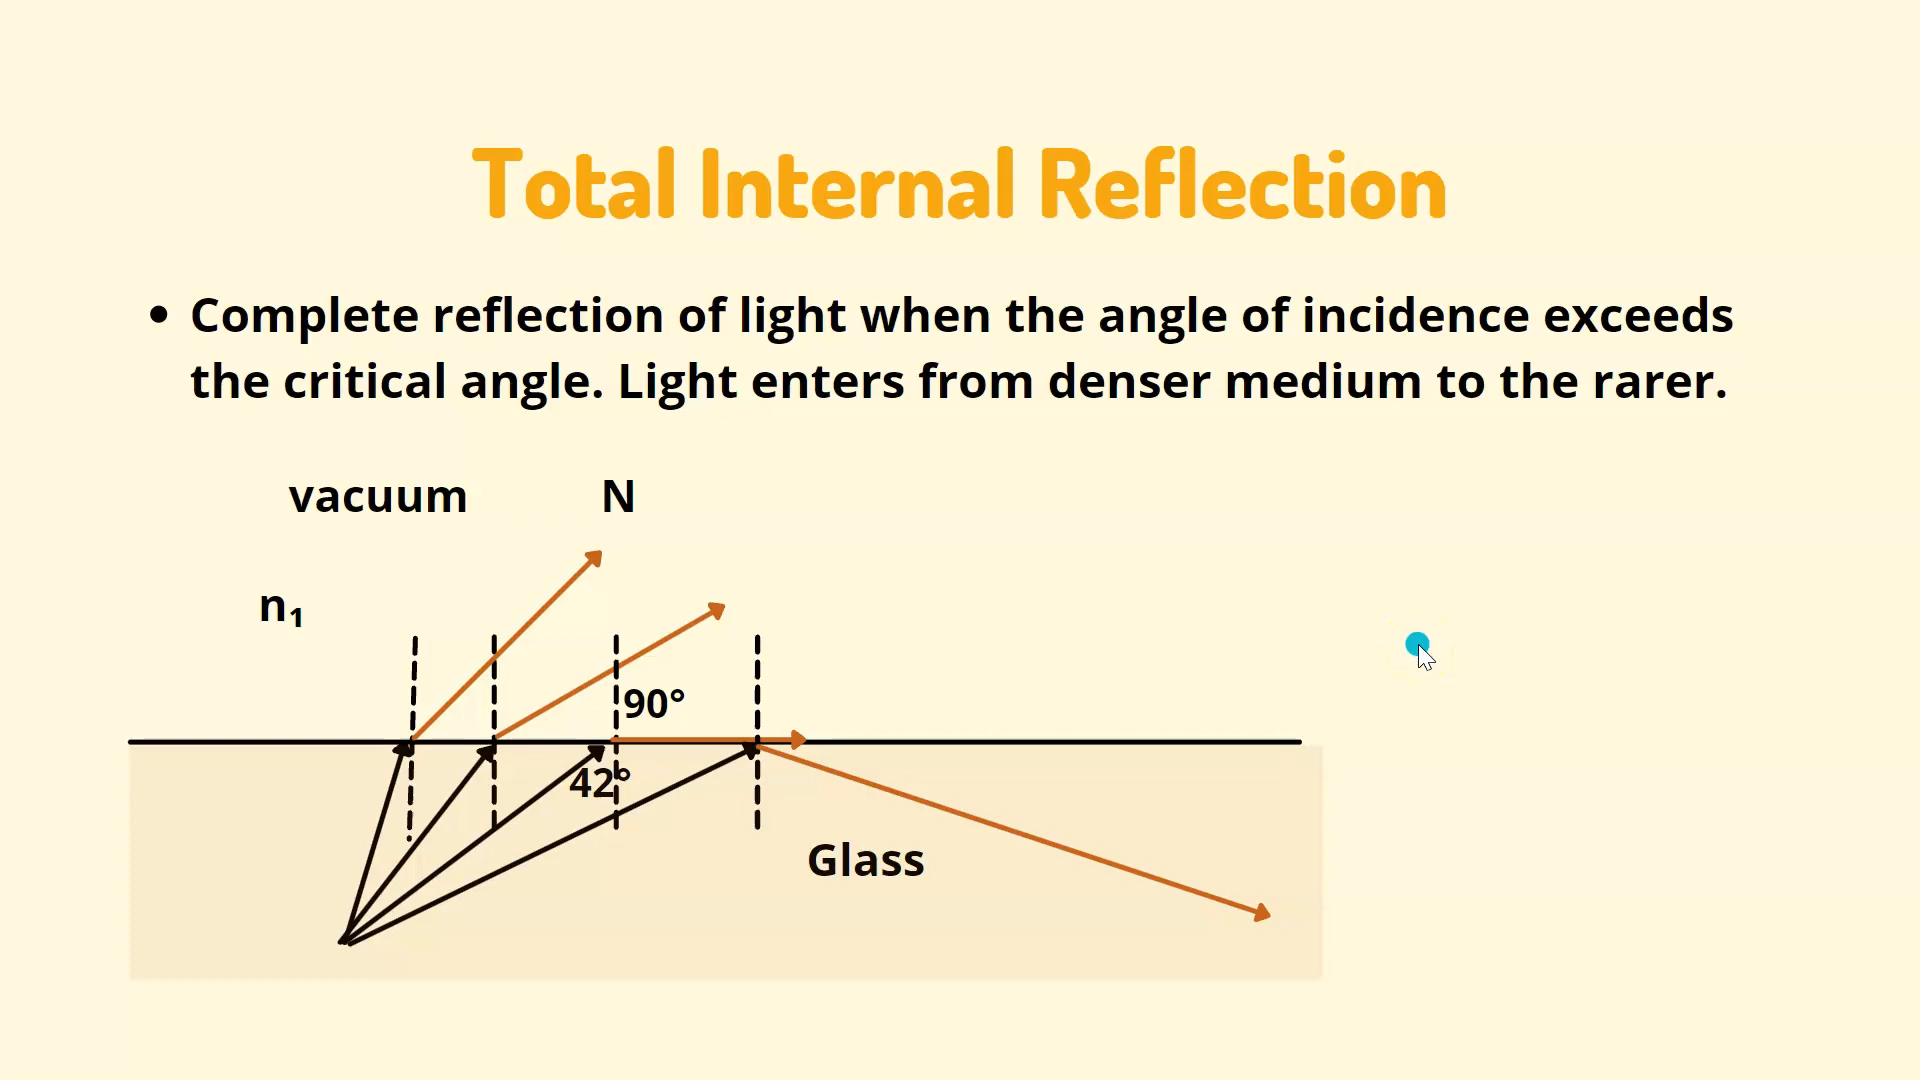 Total Internal Reflection
• Complete reflection of light when the angle of incidence exceeds
the critical angle. Light enters from denser medium to the rarer.
vacuum N
n₁
90°
42°
Glass